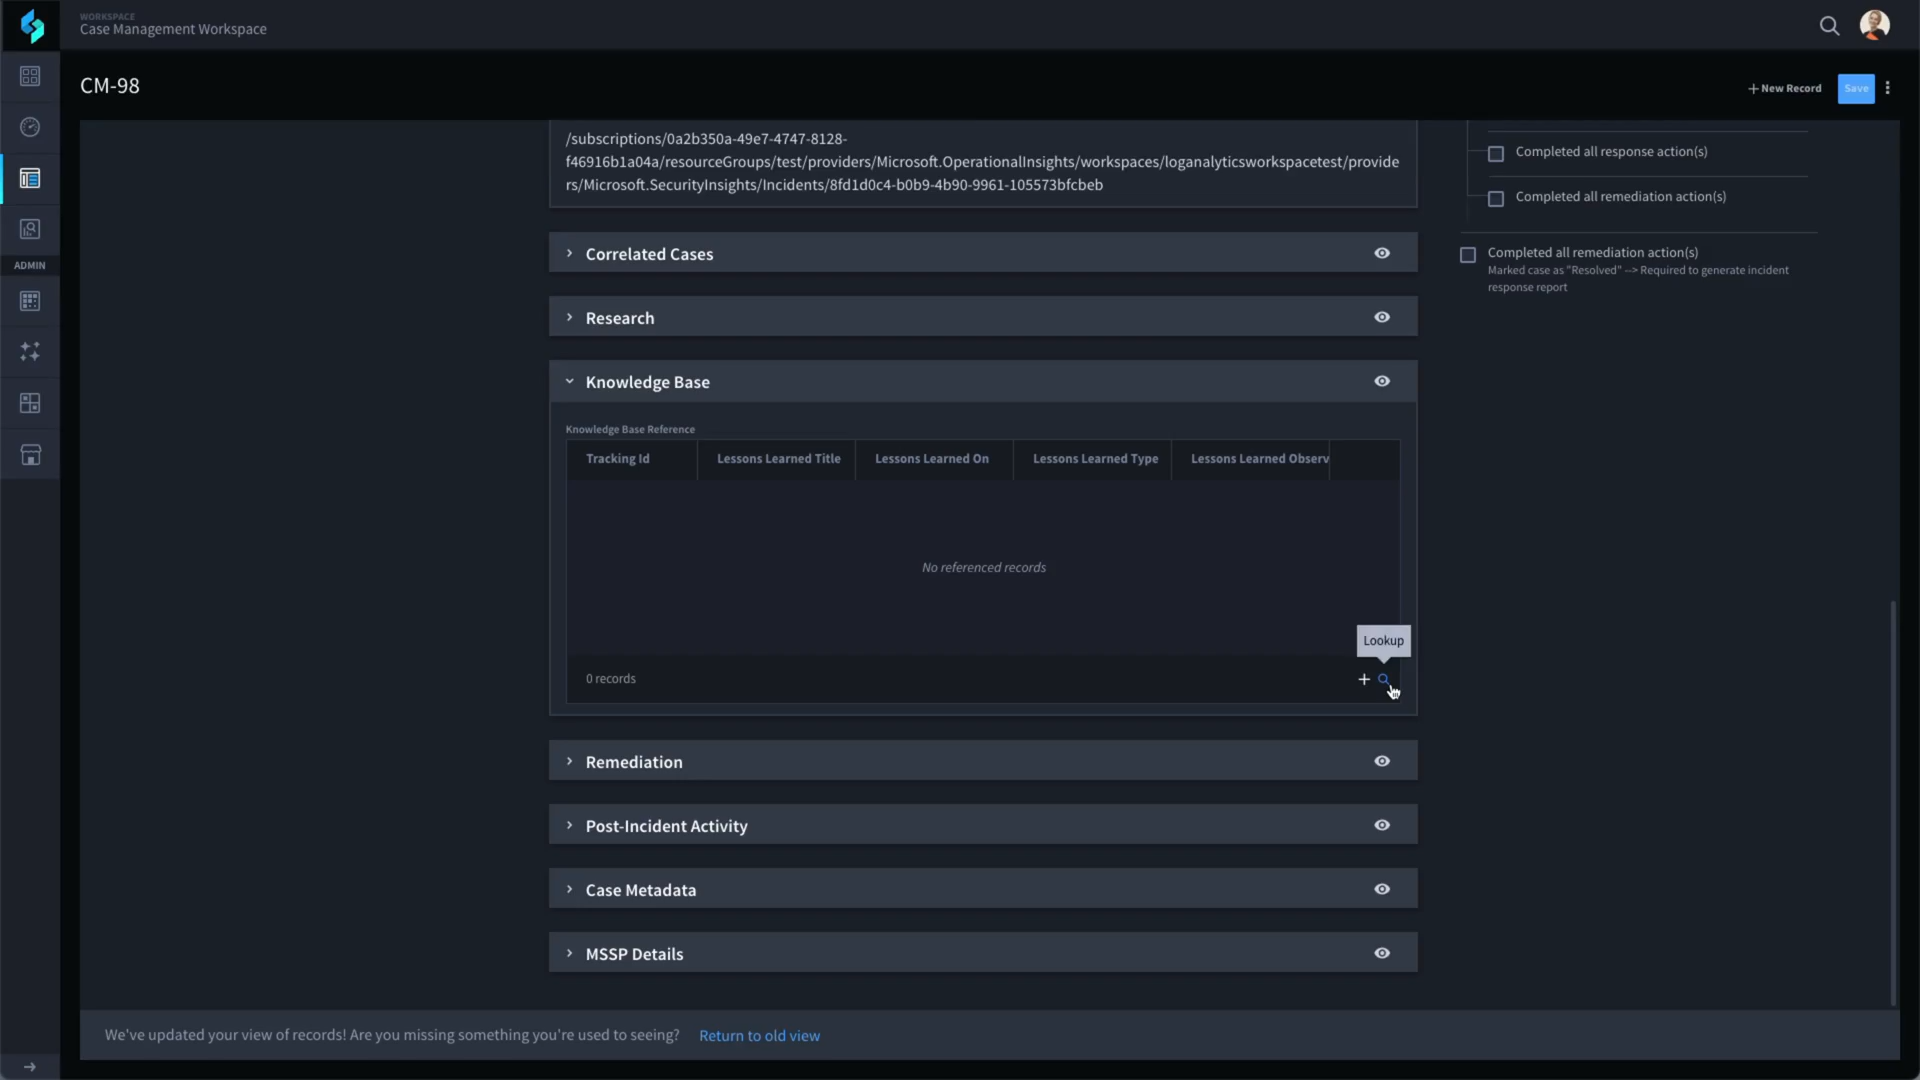 WORKSPACE
Case Management Workspace
CM-98
New Record
Save
/subscriptions/0a2b350a-49e7-4747-8128-
f46916b1a04a/resourceGroups/test/providers/Microsoft.OperationalInsights/workspaces/loganalyticsworkspacetest/provide
rs/Microsoft.SecurityInsights/Incidents/8fd1d0c4-b0b9-4b90-9961-105573bfcbeb
Completed all response action(s)
Completed all remediation action(s)
Completed all remediation action(s)
Marked case as "Resolved" --> Required to generate incident
response report
ADMIN
Correlated Cases
Research
Knowledge Base
Knowledge Base Reference
Tracking Id
Lessons Learned Title
Lessons Learned On
Lessons Learned Type
Lessons Learned Observ
No referenced records
Lookup
0 records
Remediation
Post-Incident Activity
Case Metadata
MSSP Details
We've updated your view of records! Are you missing something you're used to seeing? Return to old view